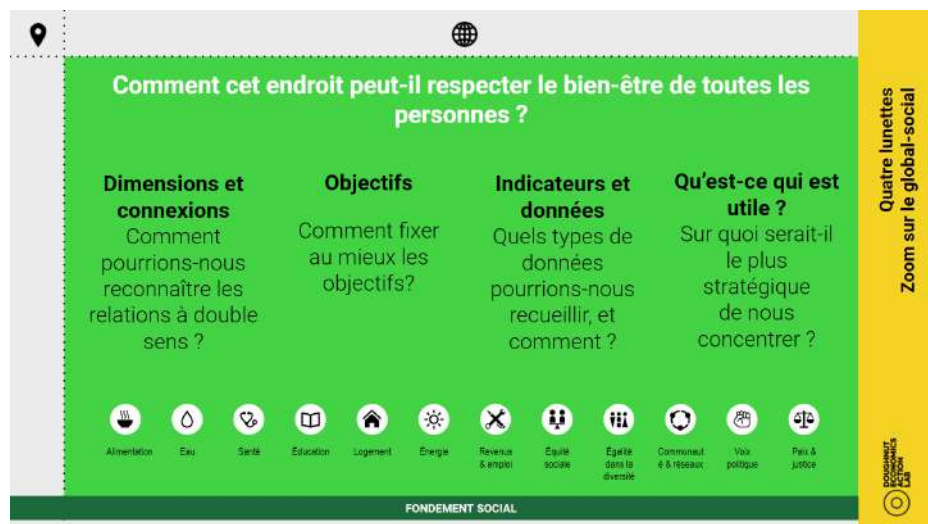 Comment cet endroit peut-il respecter le bien-être de toutes les
personnes ?
Dimensions et
connexions
Comment
pourrions-nous
reconnaître les
relations à double
sens ?
Objectifs
Comment fixer
au mieux les
objectifs?
Indicateurs et
données
Quels types de
données
pourrions-nous
recueillir, et
comment ?
Qu'est-ce qui est
utile ?
Sur quoi serait-il
le plus
stratégique
de nous
concentrer ?
Alimentation
Eau
Santé
Éducation
Logement
Énergie
Revenus
& emploi
Équité
sociale
Égalité
dans la
diversité
Communaut
é & réseaux
Voix
politique
Paix &
justice
FONDEMENT SOCIAL
Quatre lunettes
Zoom sur le global-social
DOUGHNUT
ECONOMICS
ACTION
LAB